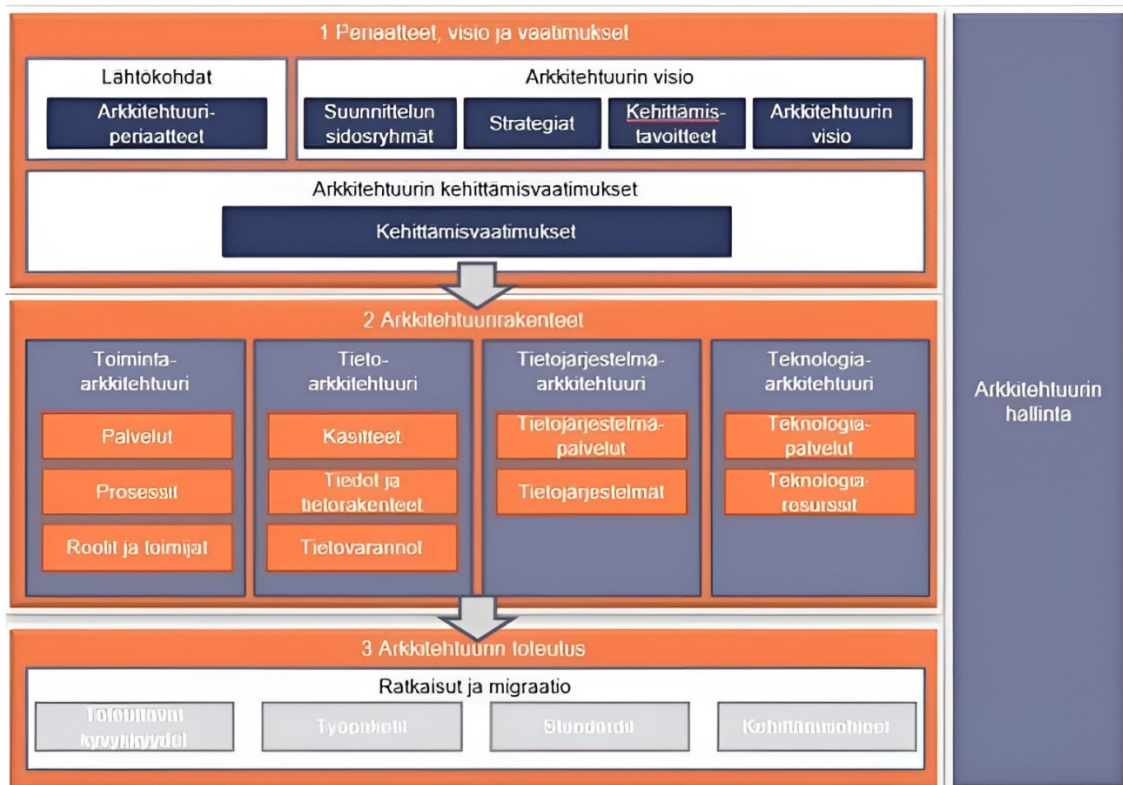 1 Periaatteet, visio ja vaatimukset
Lähtökohdat
Arkkitehtuuri-
periaatteet
Arkkitehtuurin visio
Suunnittelun
sidosryhmät
Strategiat
Kehittämis-
tavoitteet
Arkkitehtuurin
visio
Arkkitehtuurin kehittämisvaatimukset
Kehittämisvaatimukset
2 Arkkitehtuurirakenteet
Toiminta-
arkkitehtuuri
Palvelut
Prosessit
Roolit ja toimijat
Tieto-
arkkitehtuuri
Käsitteet
Tiedot ja
tietorakenteet
Tietovarannot
Tietojärjestelmä-
arkkitehtuuri
Tietojärjestelmä-
palvelut
Tietojärjestelmät
Teknologia-
arkkitehtuuri
Teknologia-
palvelut
Teknologia-
resurssit
3 Arkkitehtuurin toteutus
Ratkaisut ja migraatio
Työpaketit
Standardit
Arkkitehtuurin
hallinta